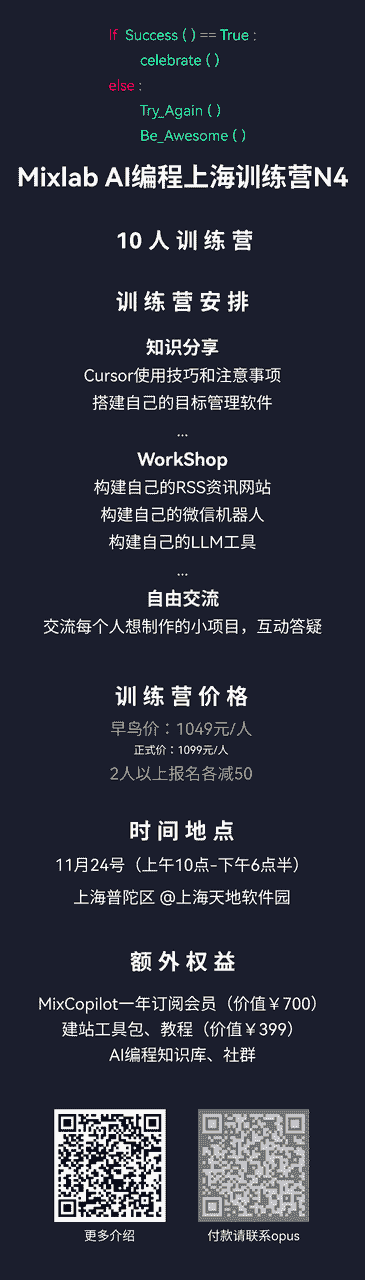 If Success ( ) == True :
celebrate ( )
else :
Try_Again ( )
Be_Awesome ( )
Mixlab AI编程上海训练营N4
10人训练营
训练营安排
知识分享
Cursor使用技巧和注意事项
搭建自己的目标管理软件
...
WorkShop
构建自己的RSS资讯网站
构建自己的微信机器人
构建自己的LLM工具
...
自由交流
交流每个人想制作的小项目，互动答疑
训练营价格
早鸟价：1049元/人
正式价：1099元/人
2人以上报名各减50
时间地点
11月24号（上午10点-下午6点半）
上海普陀区 @上海天地软件园
额外权益
MixCopilot一年订阅会员（价值￥700）
建站工具包、教程（价值￥399）
AI编程知识库、社群
更多介绍
付款请联系opus